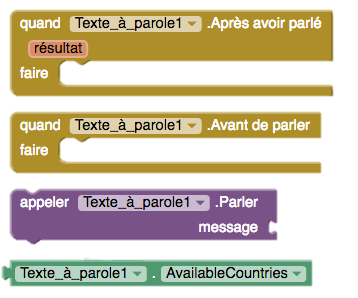 quand Texte_à_parole1 .Après avoir parlé
résultat
faire
quand Texte_à_parole1 .Avant de parler
faire
appeler Texte_à_parole1 .Parler
message
Texte_à_parole1 . AvailableCountries